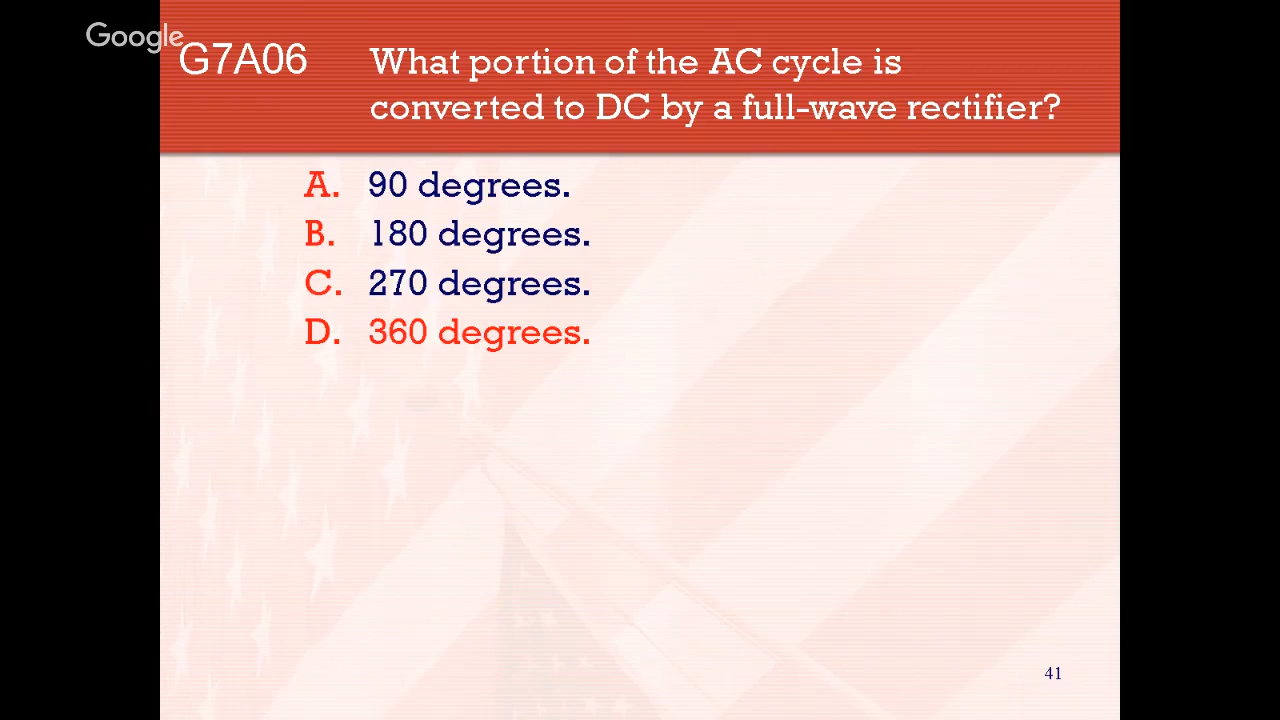 Google
G7A06 What portion of the AC cycle is
converted to DC by a full-wave rectifier?
A. 90 degrees.
B. 180 degrees.
C. 270 degrees.
D. 360 degrees.
41